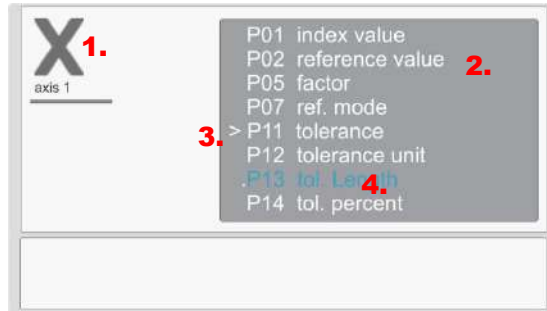 X
1.
axis 1
P01 index value
P02 reference value
2.
P05 factor
P07 ref. mode
3.
> P11 tolerance
P12 tolerance unit
.P13 tol. Length
4.
P14 tol. percent